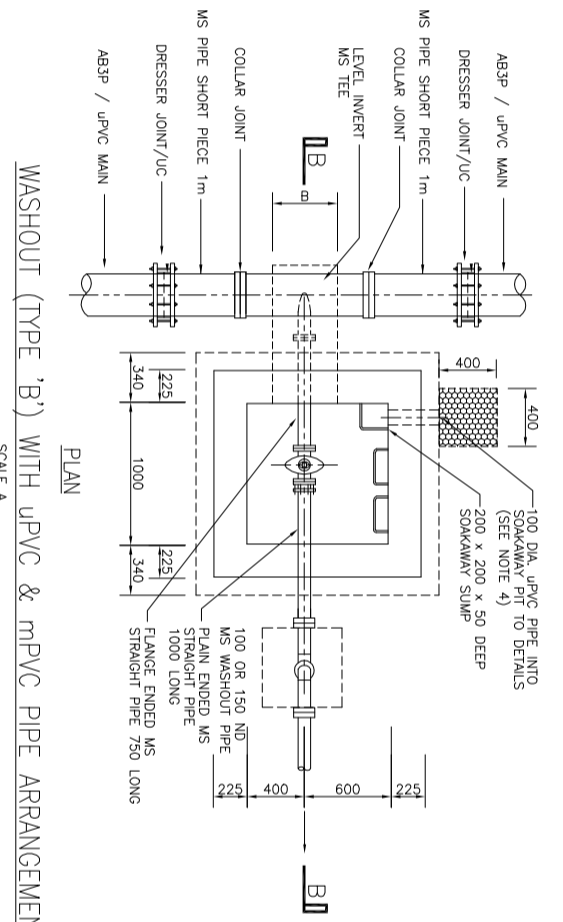 AB3P / uPVC MAIN
DRESSER JOINT/UC
MS PIPE SHORT PIECE 1m
COLLAR JOINT
LEVEL INVERT
MS TEE
COLLAR JOINT
MS PIPE SHORT PIECE 1m
DRESSER JOINT/UC
AB3P / uPVC MAIN
B
B
400
400
100 DIA. uPVC PIPE INTO
SOAKAWAY PIT TO DETAILS
(SEE NOTE 4)
200 x 200 x 50 DEEP
SOAKAWAY SUMP
340
225
1000
225
340
100 OR 150 ND
MS WASHOUT PIPE
PLAIN ENDED MS
STRAIGHT PIPE
1000 LONG
FLANGE ENDED MS
STRAIGHT PIPE 750 LONG
225
400
600
225
B
PLAN
WASHOUT (TYPE 'B') WITH uPVC & mPVC PIPE ARRANGEMEN
SCALE A